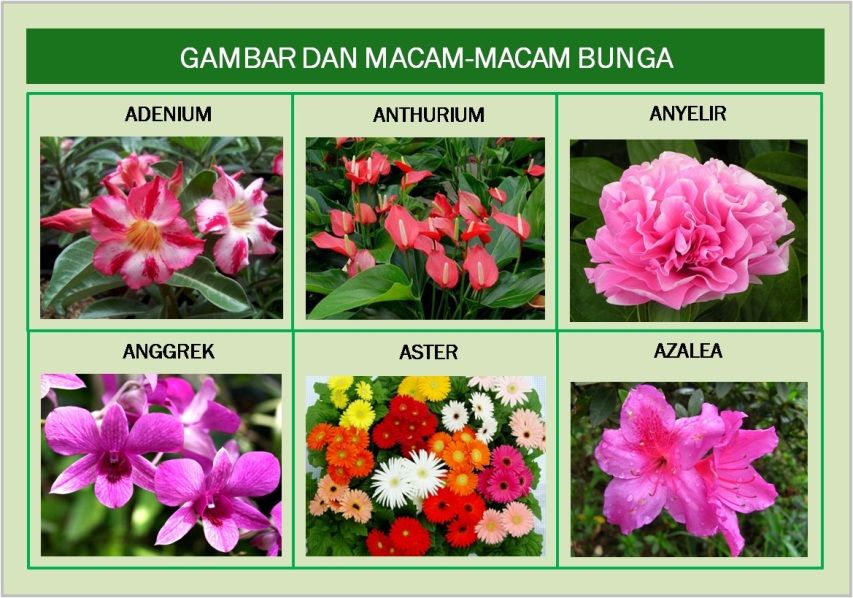 GAMBAR DAN MACAM-MACAM BUNGA
ADENIUM
ANTHURIUM
ANYELIR
ANGGREK
ASTER
AZALEA